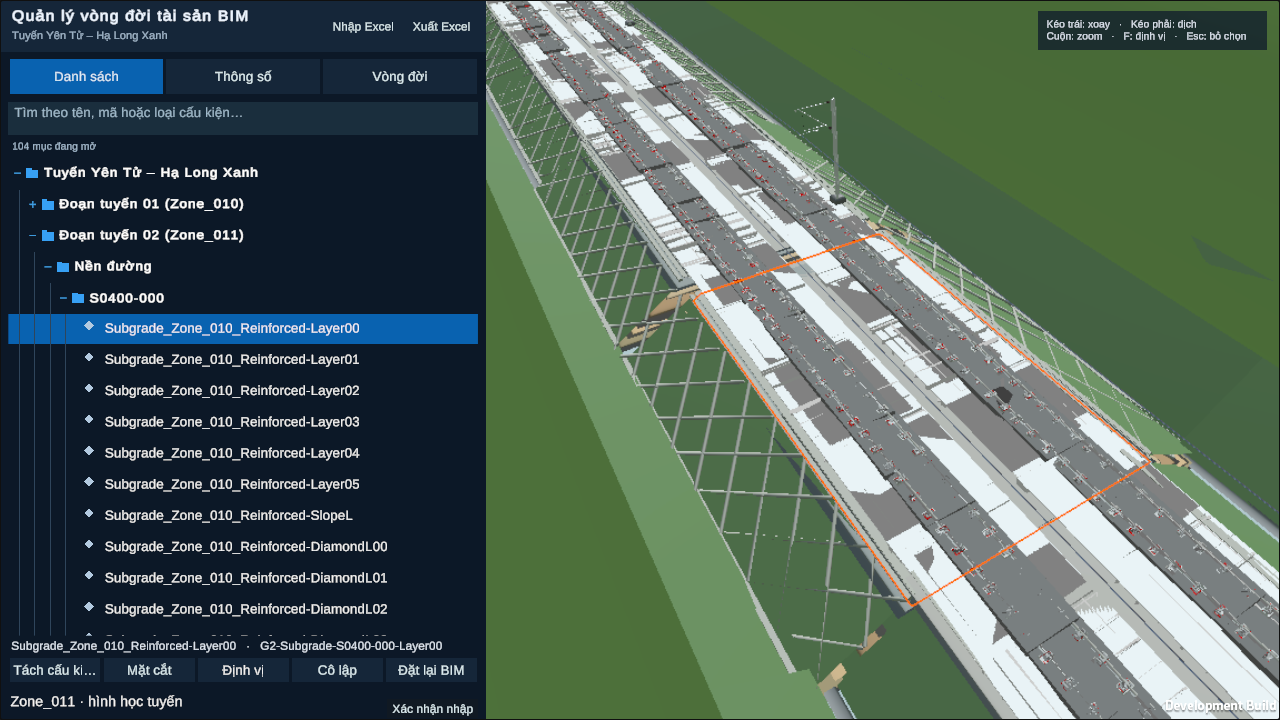 Quản lý vòng đời tài sản BIM
Tuyến Yên Tử – Hạ Long Xanh
Nhập Excel
Xuất Excel
Danh sách
Thông số
Vòng đời
Tìm theo tên, mã hoặc loại cấu kiện…
104 mục đang mở
− Tuyến Yên Tử – Hạ Long Xanh
+ Đoạn tuyến 01 (Zone_010)
− Đoạn tuyến 02 (Zone_011)
− Nền đường
− S0400-000
Subgrade_Zone_010_Reinforced-Layer00
Subgrade_Zone_010_Reinforced-Layer01
Subgrade_Zone_010_Reinforced-Layer02
Subgrade_Zone_010_Reinforced-Layer03
Subgrade_Zone_010_Reinforced-Layer04
Subgrade_Zone_010_Reinforced-Layer05
Subgrade_Zone_010_Reinforced-SlopeL
Subgrade_Zone_010_Reinforced-DiamondL00
Subgrade_Zone_010_Reinforced-DiamondL01
Subgrade_Zone_010_Reinforced-DiamondL02
Subgrade_Zone_010_Reinforced-Layer00 · G2-Subgrade-S0400-000-Layer00
Tách cấu ki…
Mặt cắt
Định vị
Cô lập
Đặt lại BIM
Zone_011 · hình học tuyến
Xác nhận nhập
Kéo trái: xoay · Kéo phải: dịch
Cuộn: zoom · F: định vị · Esc: bỏ chọn
Development Build